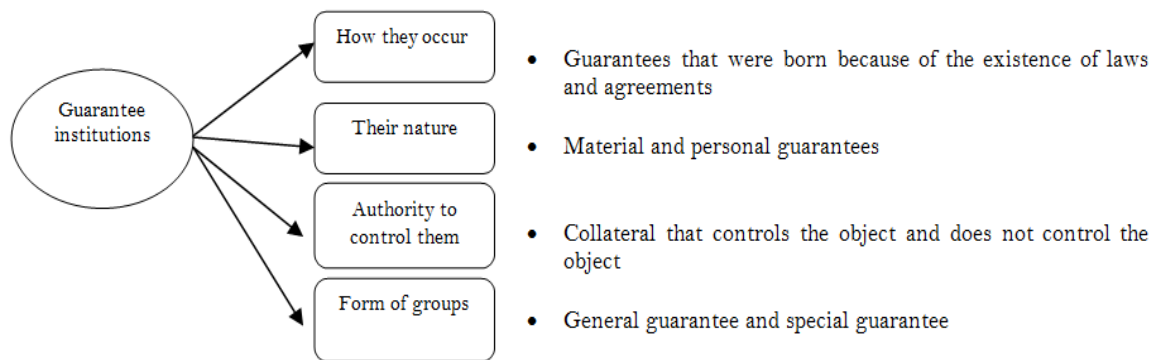 Guarantee
institutions
How they occur
• Guarantees that were born because of the existence of laws
and agreements
Their nature
• Material and personal guarantees
Authority to
control them
• Collateral that controls the object and does not control the
object
Form of groups
• General guarantee and special guarantee